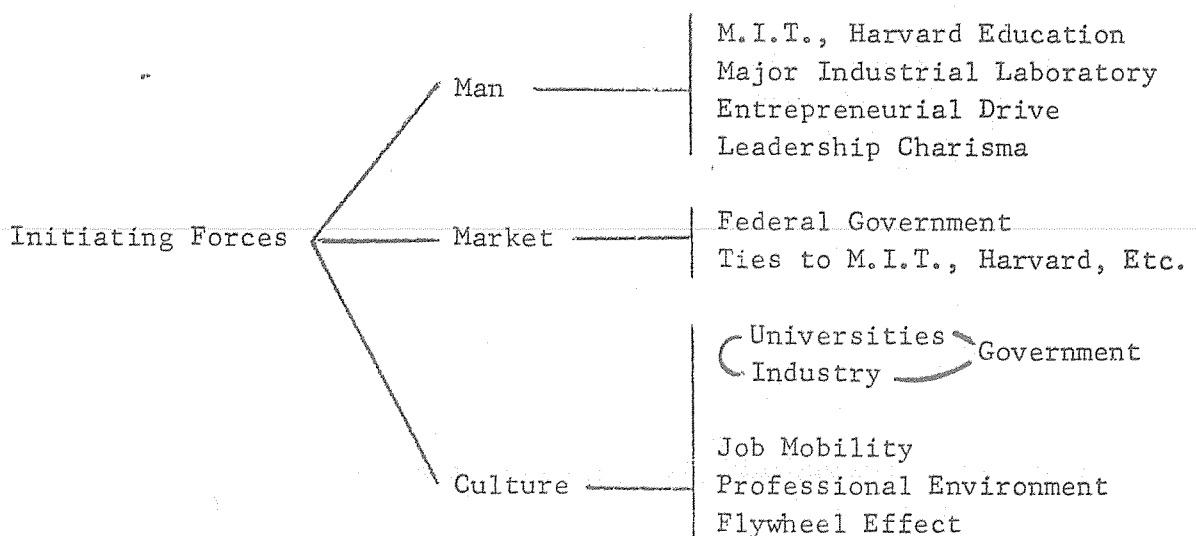 M.I.T., Harvard Education
Man
Major Industrial Laboratory
Entrepreneurial Drive
Leadership Charisma
Initiating Forces
Market
Federal Government
Ties to M.I.T., Harvard, Etc.
Universities
Government
Industry
Culture
Job Mobility
Professional Environment
Flywheel Effect